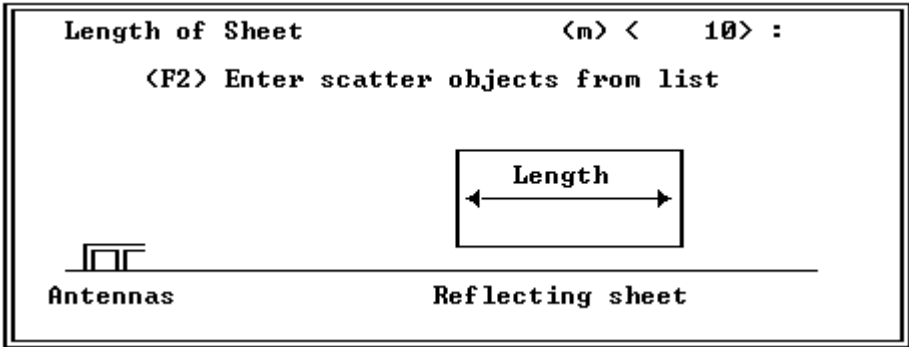 Length of Sheet (m) < 10> :
(F2) Enter scatter objects from list
Length
Antennas Reflecting sheet